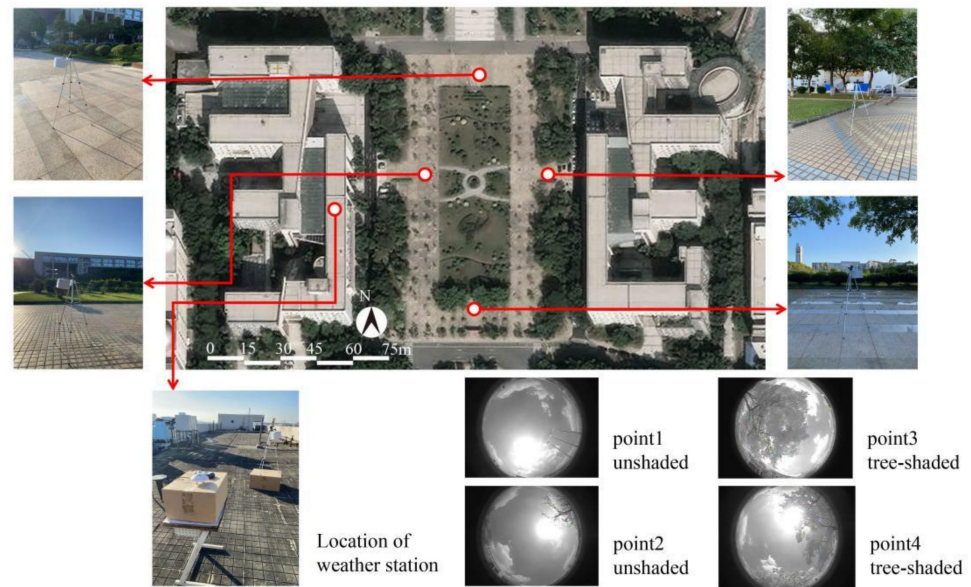 N
0 15 30 45 60 75m
Location of
weather station
point1
unshaded
point2
unshaded
point3
tree-shaded
point4
tree-shaded